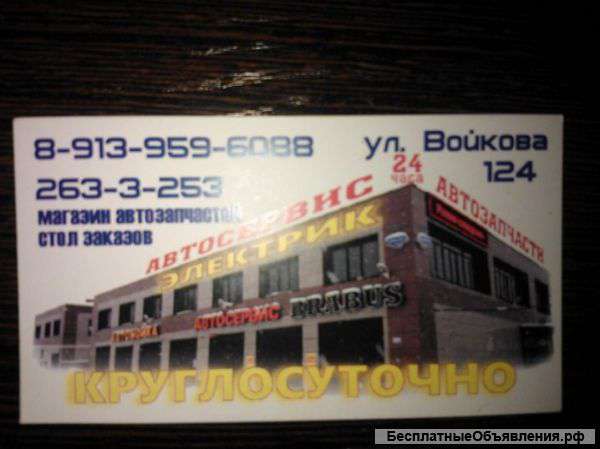 8-913-959-6088
ул. Войкова
124
263-3-253
магазин автозапчастей
стол заказов
24
часа
АВТОСЕРВИС
АВТОЗАПЧАСТИ
ЭЛЕКТРИК
АВТОСЕРВИС BRABUS
КРУГЛОСУТОЧНО
БесплатныеОбъявления.рф